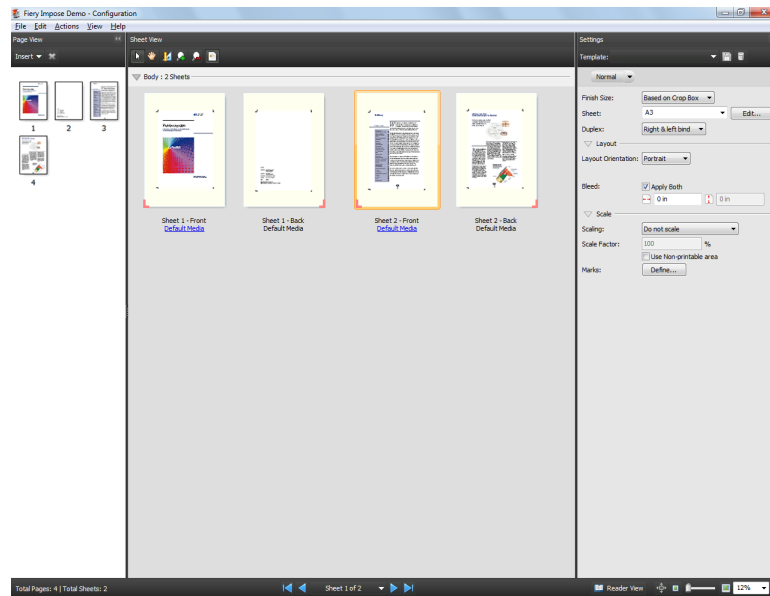 Fiery Impose Demo - Configuration
File Edit Actions View Help
Page View
Insert
1
2
3
4
Sheet View
Body : 2 Sheets
Sheet 1 - Front
Default Media
Sheet 1 - Back
Default Media
Sheet 2 - Front
Default Media
Sheet 2 - Back
Default Media
Settings
Template:
Normal
Finish Size: Based on Crop Box
Sheet: A3 Edit...
Duplex: Right & left bind
Layout
Layout Orientation: Portrait
Bleed: Apply Both
0 in 0 in
Scale
Scaling: Do not scale
Scale Factor: 100 %
Use Non-printable area
Marks: Define...
Total Pages: 4 | Total Sheets: 2
Sheet 1 of 2
Reader View
12%